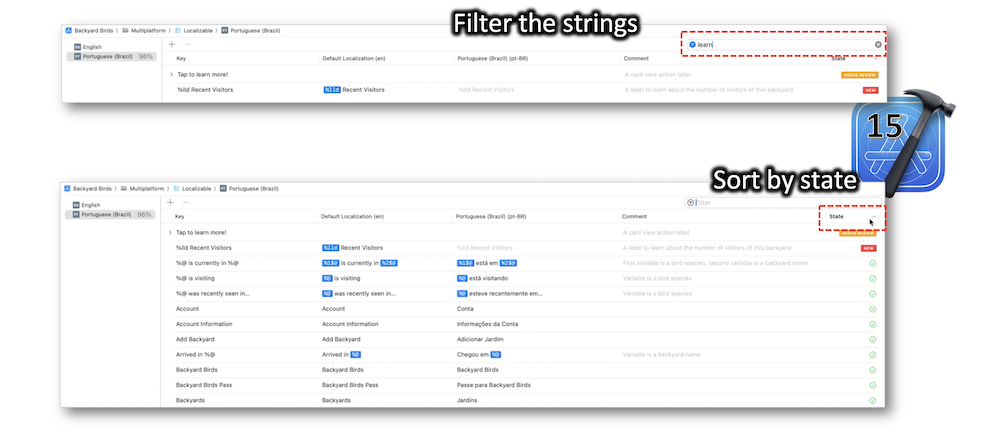 Filter the strings
Backyard Birds Multiplatform Localizable PT Portuguese (Brazil)
EN English
PT Portuguese (Brazil) 96%
learn
Key Default Localization (en) Portuguese (Brazil) (pt-BR) Comment State
Tap to learn more! A card view action label NEEDS REVIEW
%lld Recent Visitors %lld Recent Visitors %lld Recent Visitors A label to learn about the number of visitors of this backyard NEW
15
Sort by state
Backyard Birds Multiplatform Localizable PT Portuguese (Brazil)
EN English
PT Portuguese (Brazil) 96%
Filter
Key Default Localization (en) Portuguese (Brazil) (pt-BR) Comment State
Tap to learn more! A card view action label NEEDS REVIEW
%lld Recent Visitors %lld Recent Visitors %lld Recent Visitors A label to learn about the number of visitors of this backyard NEW
%@ is currently in %@ %1$@ is currently in %2$@ %1$@ está em %2$@ First variable is a bird species, second variable is a backyard name
%@ is visiting %@ is visiting %@ está visitando Variable is a bird species
%@ was recently seen in... %@ was recently seen in... %@ esteve recentemente em... Variable is a bird species
Account Account Conta
Account Information Account Information Informações da Conta
Add Backyard Add Backyard Adicionar Jardim
Arrived in %@ Arrived in %@ Chegou em %@ Variable is a backyard name
Backyard Birds Backyard Birds Backyard Birds
Backyard Birds Pass Backyard Birds Pass Passe para Backyard Birds
Backyards Backyards Jardins